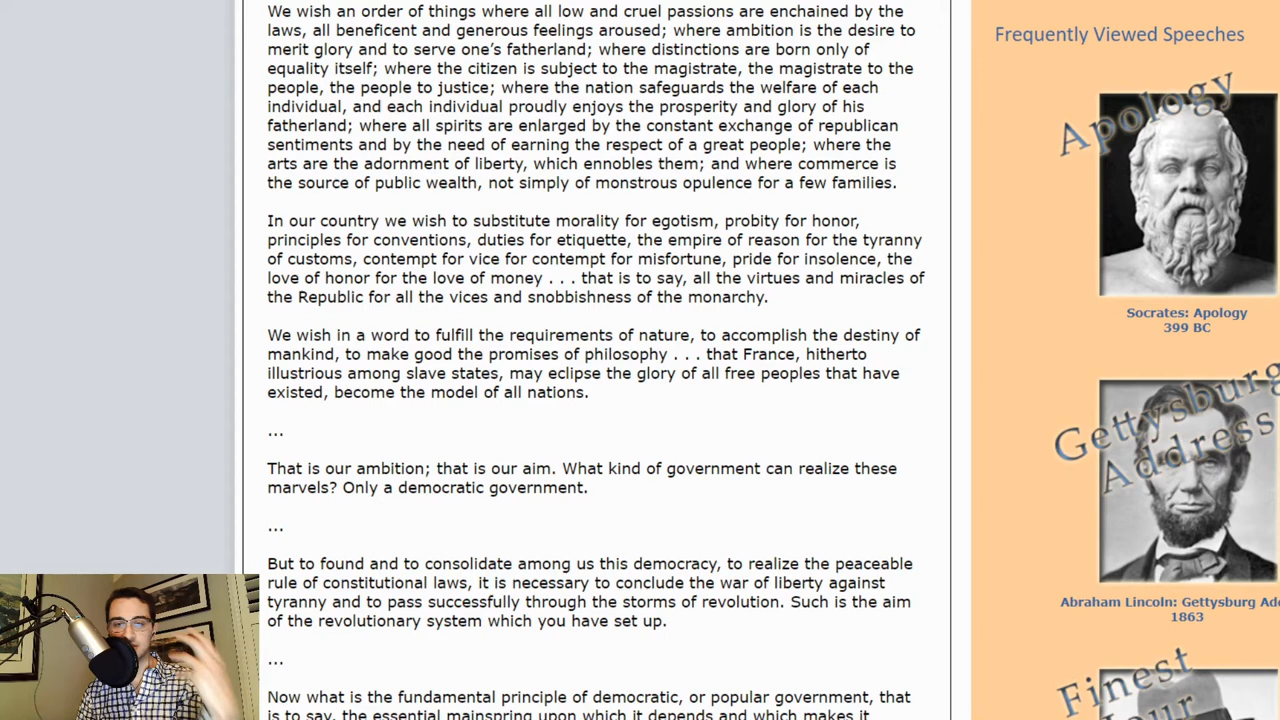 We wish an order of things where all low and cruel passions are enchained by the
laws, all beneficent and generous feelings aroused; where ambition is the desire to
merit glory and to serve one’s fatherland; where distinctions are born only of
equality itself; where the citizen is subject to the magistrate, the magistrate to the
people, the people to justice; where the nation safeguards the welfare of each
individual, and each individual proudly enjoys the prosperity and glory of his
fatherland; where all spirits are enlarged by the constant exchange of republican
sentiments and by the need of earning the respect of a great people; where the
arts are the adornment of liberty, which ennobles them; and where commerce is
the source of public wealth, not simply of monstrous opulence for a few families.
In our country we wish to substitute morality for egotism, probity for honor,
principles for conventions, duties for etiquette, the empire of reason for the tyranny
of customs, contempt for vice for contempt for misfortune, pride for insolence, the
love of honor for the love of money . . . that is to say, all the virtues and miracles of
the Republic for all the vices and snobbishness of the monarchy.
We wish in a word to fulfill the requirements of nature, to accomplish the destiny of
mankind, to make good the promises of philosophy . . . that France, hitherto
illustrious among slave states, may eclipse the glory of all free peoples that have
existed, become the model of all nations.
...
That is our ambition; that is our aim. What kind of government can realize these
marvels? Only a democratic government.
...
But to found and to consolidate among us this democracy, to realize the peaceable
rule of constitutional laws, it is necessary to conclude the war of liberty against
tyranny and to pass successfully through the storms of revolution. Such is the aim
of the revolutionary system which you have set up.
...
Now what is the fundamental principle of democratic, or popular government, that
is to say, the essential mainspring upon which it depends and which makes it
Frequently Viewed Speeches
Apology
Socrates: Apology
399 BC
Gettysburg
Address
Abraham Lincoln: Gettysburg Ad
1863
Finest
Hour